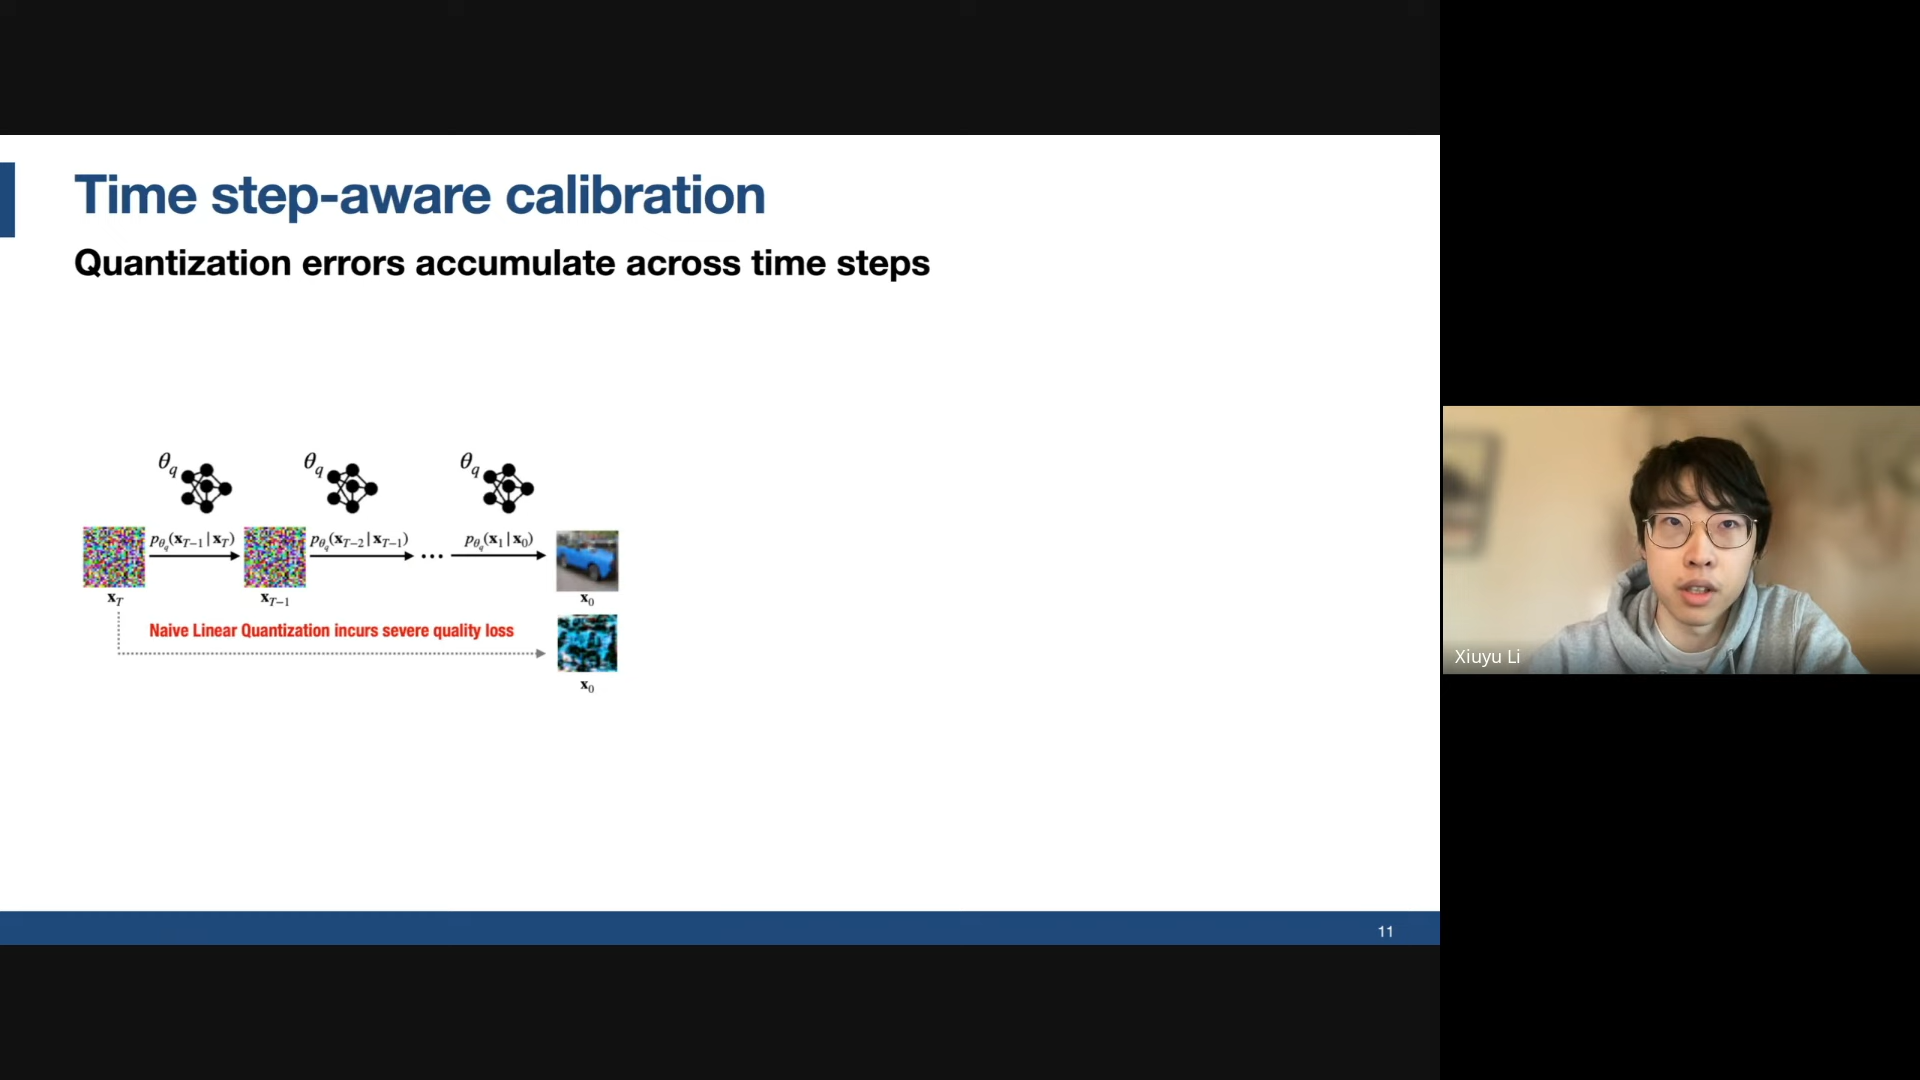 Time step-aware calibration
Quantization errors accumulate across time steps
θq θq θq
pθq(xT−1|xT) pθq(xT−2|xT−1) ... pθq(x1|x0)
xT xT−1 x0
Naive Linear Quantization incurs severe quality loss
x0
Xiuyu Li
11